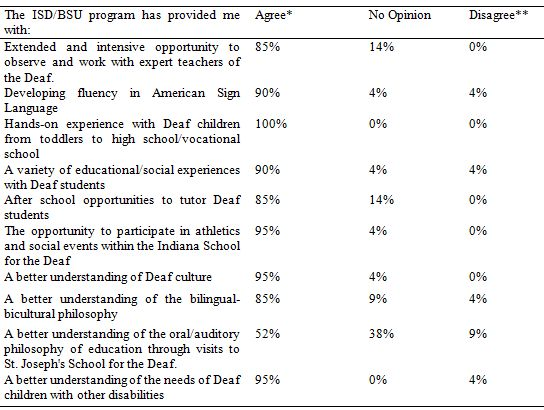 The ISD/BSU program has provided me Agree* No Opinion Disagree**
with:
Extended and intensive opportunity to 85% 14% 0%
observe and work with expert teachers of
the Deaf.
Developing fluency in American Sign 90% 4% 4%
Language
Hands-on experience with Deaf children 100% 0% 0%
from toddlers to high school/vocational
school
A variety of educational/social experiences 90% 4% 4%
with Deaf students
After school opportunities to tutor Deaf 85% 14% 0%
students
The opportunity to participate in athletics 95% 4% 0%
and social events within the Indiana School
for the Deaf
A better understanding of Deaf culture 95% 4% 0%
A better understanding of the bilingual- 85% 9% 4%
bicultural philosophy
A better understanding of the oral/auditory 52% 38% 9%
philosophy of education through visits to
St. Joseph's School for the Deaf.
A better understanding of the needs of Deaf 95% 0% 4%
children with other disabilities